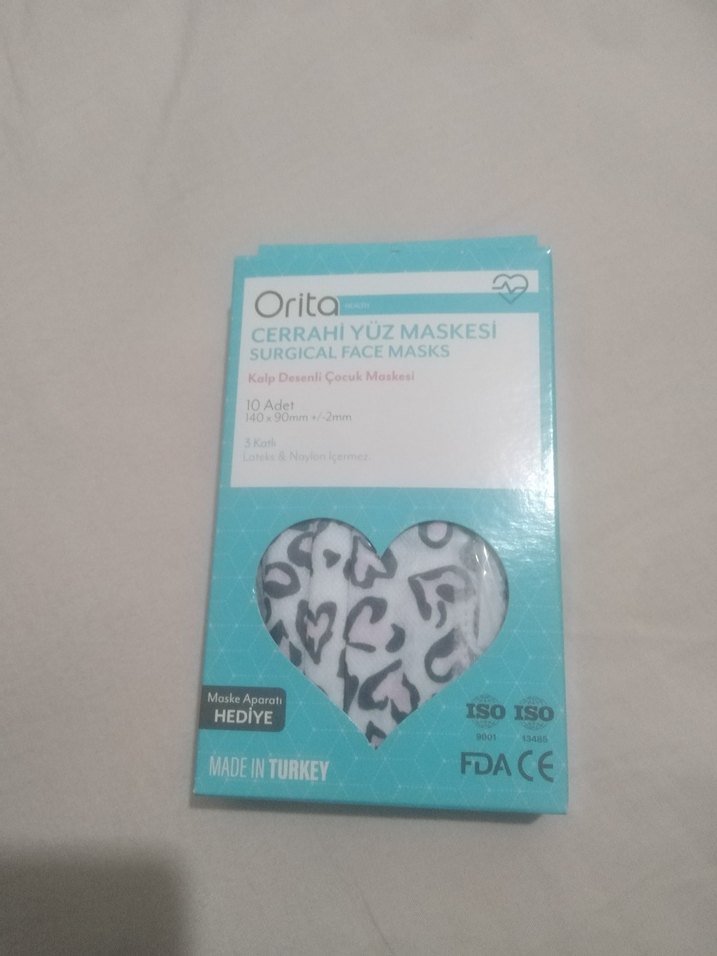 Orita HEALTH
CERRAHİ YÜZ MASKESİ
SURGICAL FACE MASKS
Kalp Desenli Çocuk Maskesi
10 Adet
140 x 90mm +/-2mm
3 Katlı
Lateks & Naylon İçermez.
Maske Aparatı
HEDİYE
ISO ISO
9001 13485
MADE IN TURKEY
FDA CE